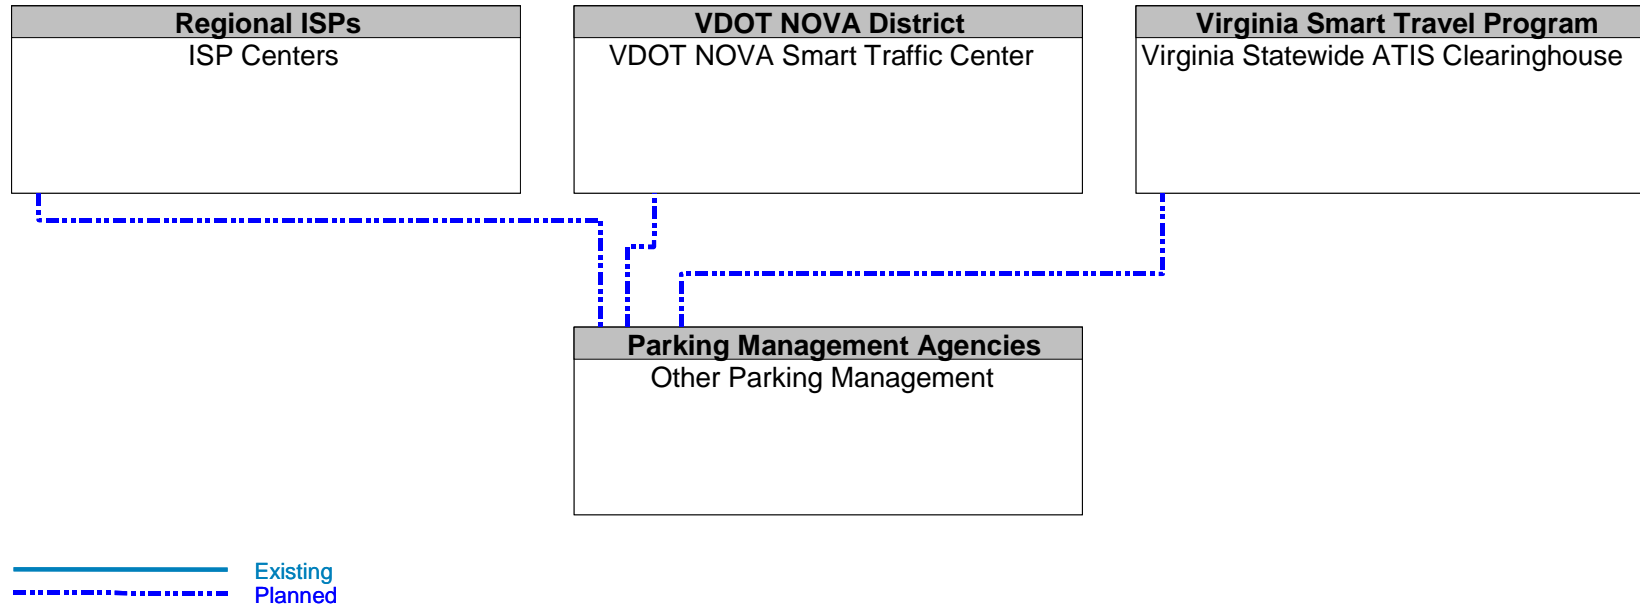 Regional ISPs
ISP Centers
VDOT NOVA District
VDOT NOVA Smart Traffic Center
Virginia Smart Travel Program
Virginia Statewide ATIS Clearinghouse
Parking Management Agencies
Other Parking Management
Existing
Planned